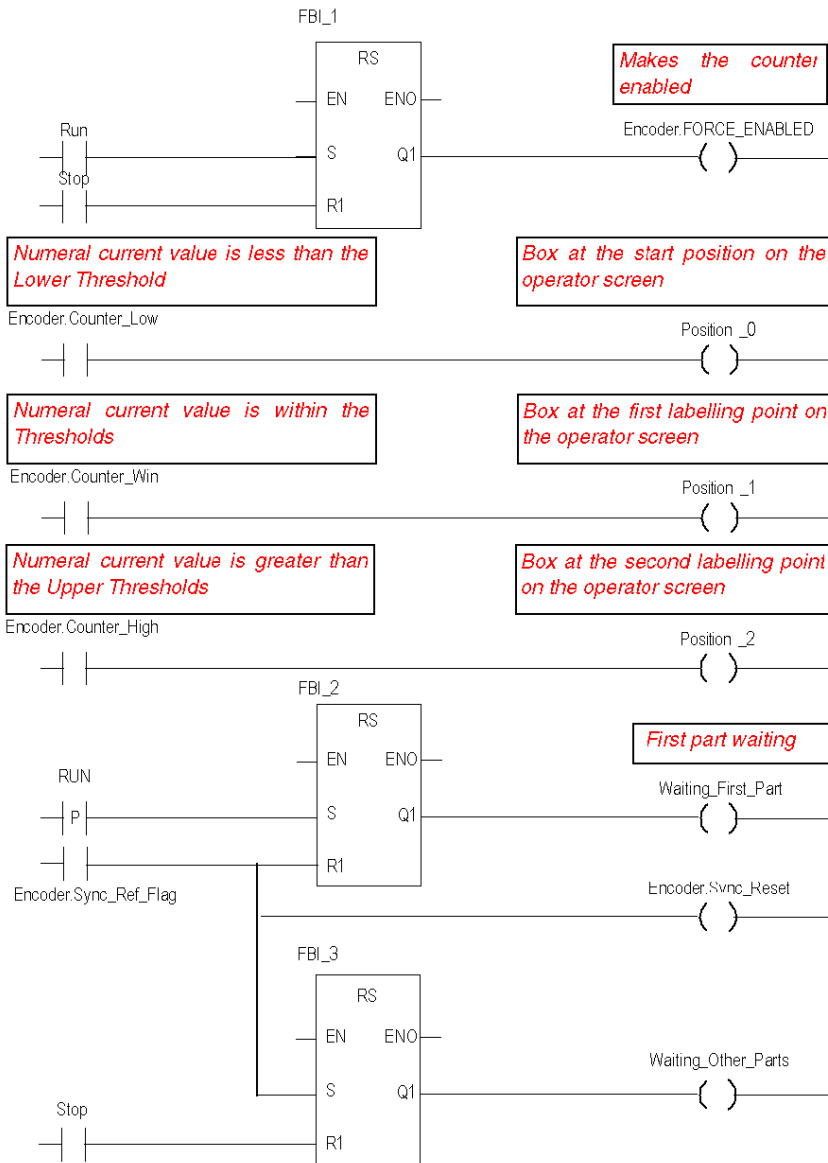 FBI_1
RS
Makes the counter
enabled
EN ENO
Run
Encoder.FORCE_ENABLED
S Q1
Stop
R1
Numeral current value is less than the
Lower Threshold
Box at the start position on the
operator screen
Encoder.Counter_Low
Position _0
Numeral current value is within the
Thresholds
Box at the first labelling point on
the operator screen
Encoder.Counter_Win
Position _1
Numeral current value is greater than
the Upper Thresholds
Box at the second labelling point
on the operator screen
Encoder.Counter_High
Position _2
FBI_2
RS
First part waiting
EN ENO
RUN
Waiting_First_Part
P
S Q1
R1
Encoder.Sync_Ref_Flag
Encoder.Sync_Reset
FBI_3
RS
EN ENO
Waiting_Other_Parts
S Q1
Stop
R1